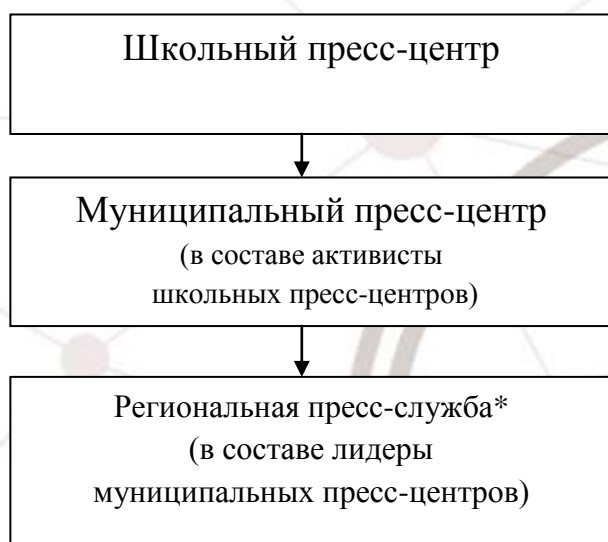 Школьный пресс-центр
Муниципальный пресс-центр
(в составе активисты
школьных пресс-центров)
Региональная пресс-служба*
(в составе лидеры
муниципальных пресс-центров)